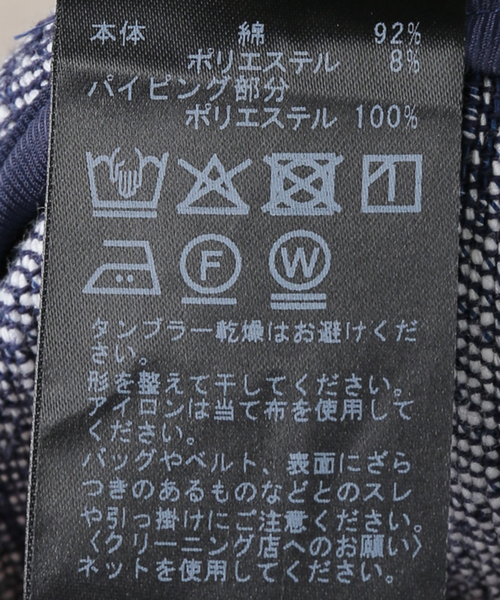 本体 綿 92%
ポリエステル 8%
パイピング部分
ポリエステル 100%
F W
タンブラー乾燥はお避けくだ
さい。
形を整えて干してください。
アイロンは当て布を使用して
ください。
バッグやベルト、表面にざら
つきのあるものなどとのスレ
や引っ掛けにご注意ください。
〈クリーニング店へのお願い〉
ネットを使用してください。